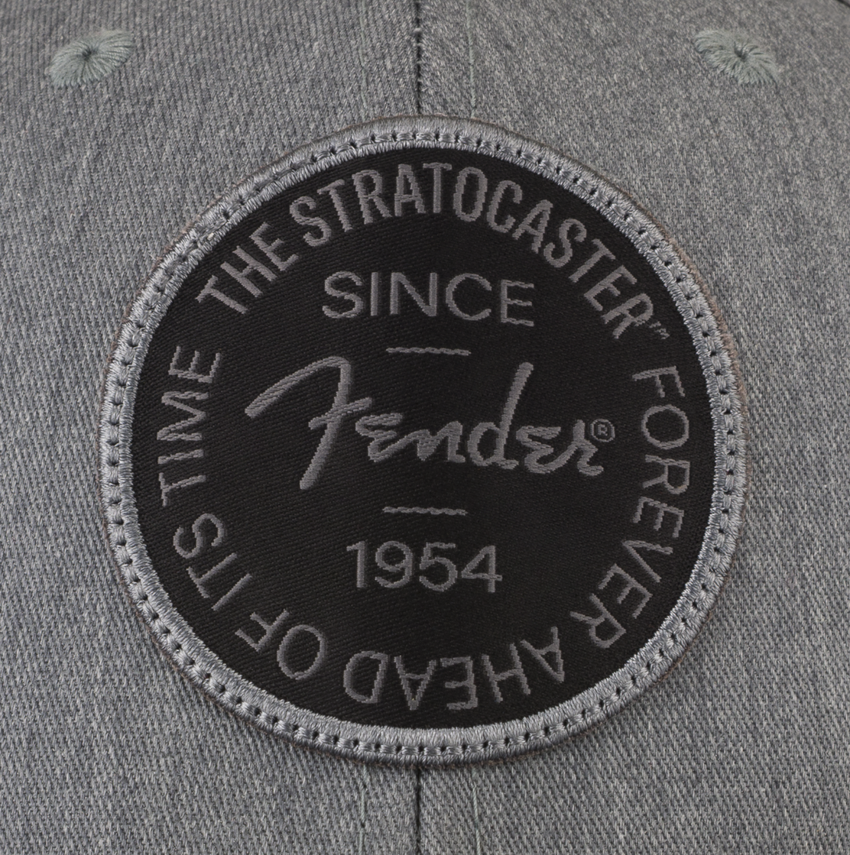 THE STRATOCASTER™ FOREVER AHEAD OF ITS TIME
SINCE
Fender®
1954